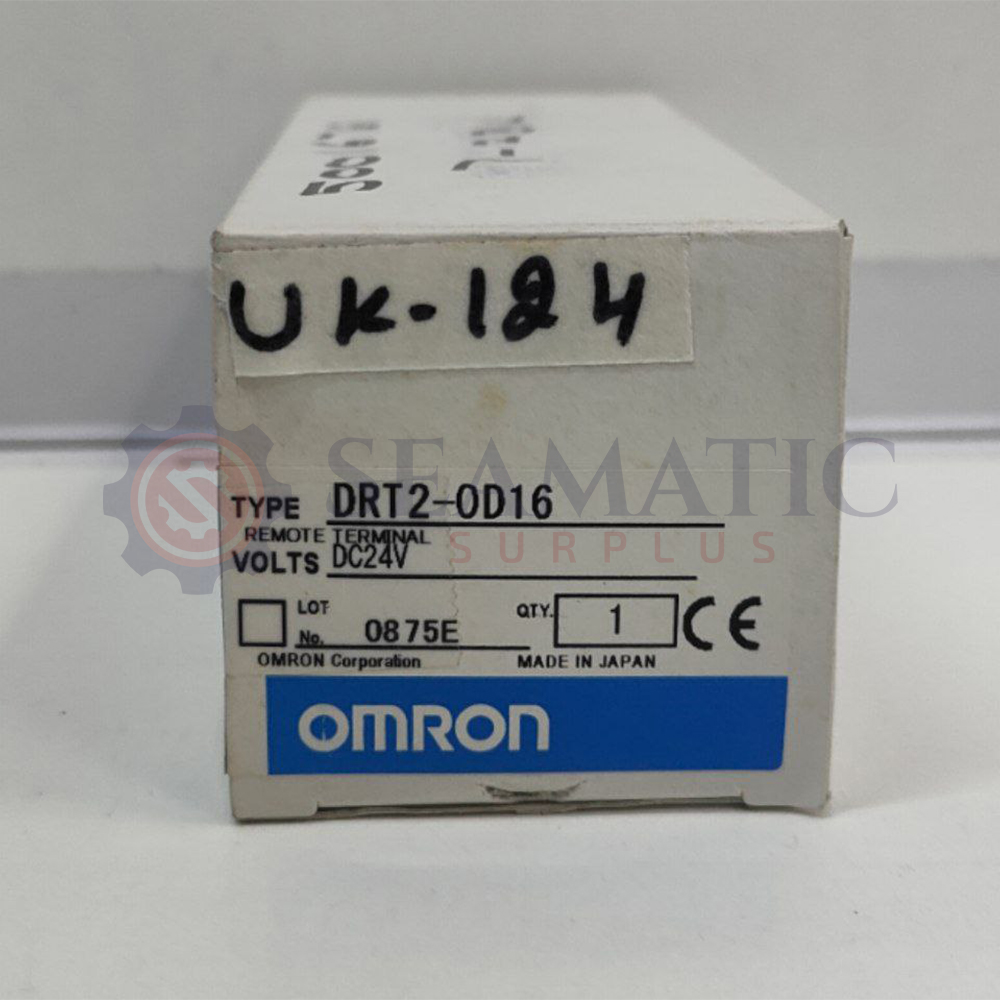 UK-124
SEAMATIC
SURPLUS
TYPE DRT2-OD16
REMOTE TERMINAL
VOLTS DC24V
LOT No. 0875E
QTY. 1
CE
OMRON Corporation
MADE IN JAPAN
OMRON